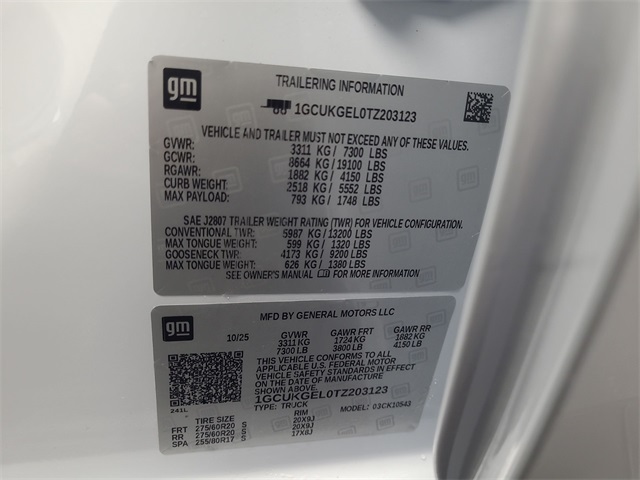 gm
TRAILERING INFORMATION
1GCUKGEL0TZ203123
VEHICLE AND TRAILER MUST NOT EXCEED ANY OF THESE VALUES.
GVWR: 3311 KG / 7300 LBS
GCWR: 8664 KG / 19100 LBS
RGAWR: 1882 KG / 4150 LBS
CURB WEIGHT: 2518 KG / 5552 LBS
MAX PAYLOAD: 793 KG / 1748 LBS
SAE J2807 TRAILER WEIGHT RATING (TWR) FOR VEHICLE CONFIGURATION.
CONVENTIONAL TWR: 5987 KG / 13200 LBS
MAX TONGUE WEIGHT: 599 KG / 1320 LBS
GOOSENECK TWR: 4173 KG / 9200 LBS
MAX TONGUE WEIGHT: 626 KG / 1380 LBS
SEE OWNER'S MANUAL FOR MORE INFORMATION
gm
MFD BY GENERAL MOTORS LLC
10/25 GVWR GAWR FRT GAWR RR
3311 KG 1724 KG 1882 KG
7300 LB 3800 LB 4150 LB
THIS VEHICLE CONFORMS TO ALL
APPLICABLE U.S. FEDERAL MOTOR
VEHICLE SAFETY STANDARDS IN EFFECT
ON THE DATE OF MANUFACTURE
SHOWN ABOVE.
1GCUKGEL0TZ203123
TYPE: TRUCK MODEL: 03CK10543
241L
TIRE SIZE RIM
FRT 275/60R20 S 20X9J
RR 275/60R20 S 20X9J
SPA 255/80R17 S 17X8J